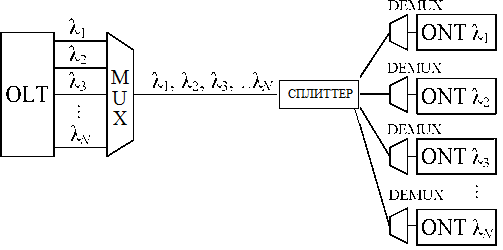 OLT
λ1
λ2
λ3
⋮
λN
MUX
λ1, λ2, λ3, ..λN
СПЛИТТЕР
DEMUX
ONT λ1
DEMUX
ONT λ2
DEMUX
ONT λ3
⋮
DEMUX
ONT λN